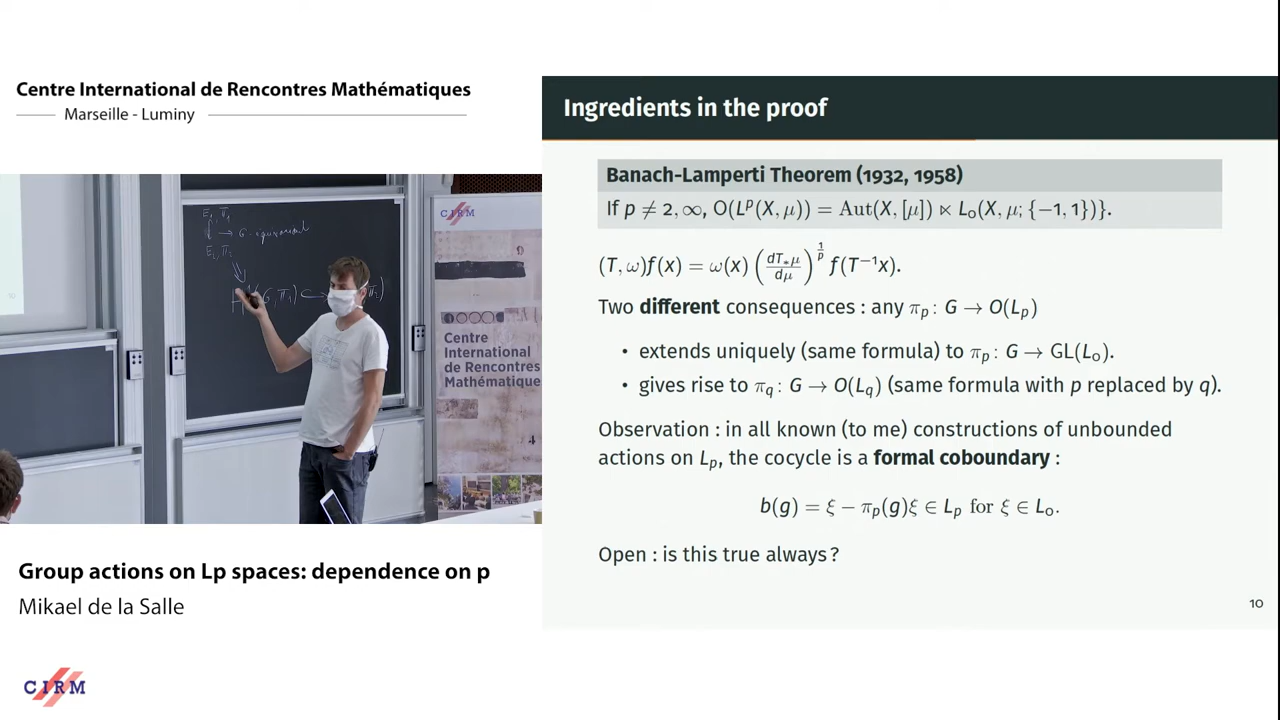 Centre International de Rencontres Mathématiques
Marseille - Luminy
Ingredients in the proof
Banach-Lamperti Theorem (1932, 1958)
If p ≠ 2, ∞, O(L^p(X, μ)) = Aut(X, [μ]) ⋉ L_0(X, μ; {−1, 1})}.
(T, ω)f(x) = ω(x) (dT_*μ/dμ)^{1/p} f(T^{−1}x).
Two different consequences : any π_p : G → O(L_p)
• extends uniquely (same formula) to π_p : G → GL(L_0).
• gives rise to π_q : G → O(L_q) (same formula with p replaced by q).
Observation : in all known (to me) constructions of unbounded
actions on L_p, the cocycle is a formal coboundary :
b(g) = ξ − π_p(g)ξ ∈ L_p for ξ ∈ L_0.
Open : is this true always ?
10
CIRM
Centre
International
de Rencontres
Mathématiques
Group actions on Lp spaces: dependence on p
Mikael de la Salle
CIRM